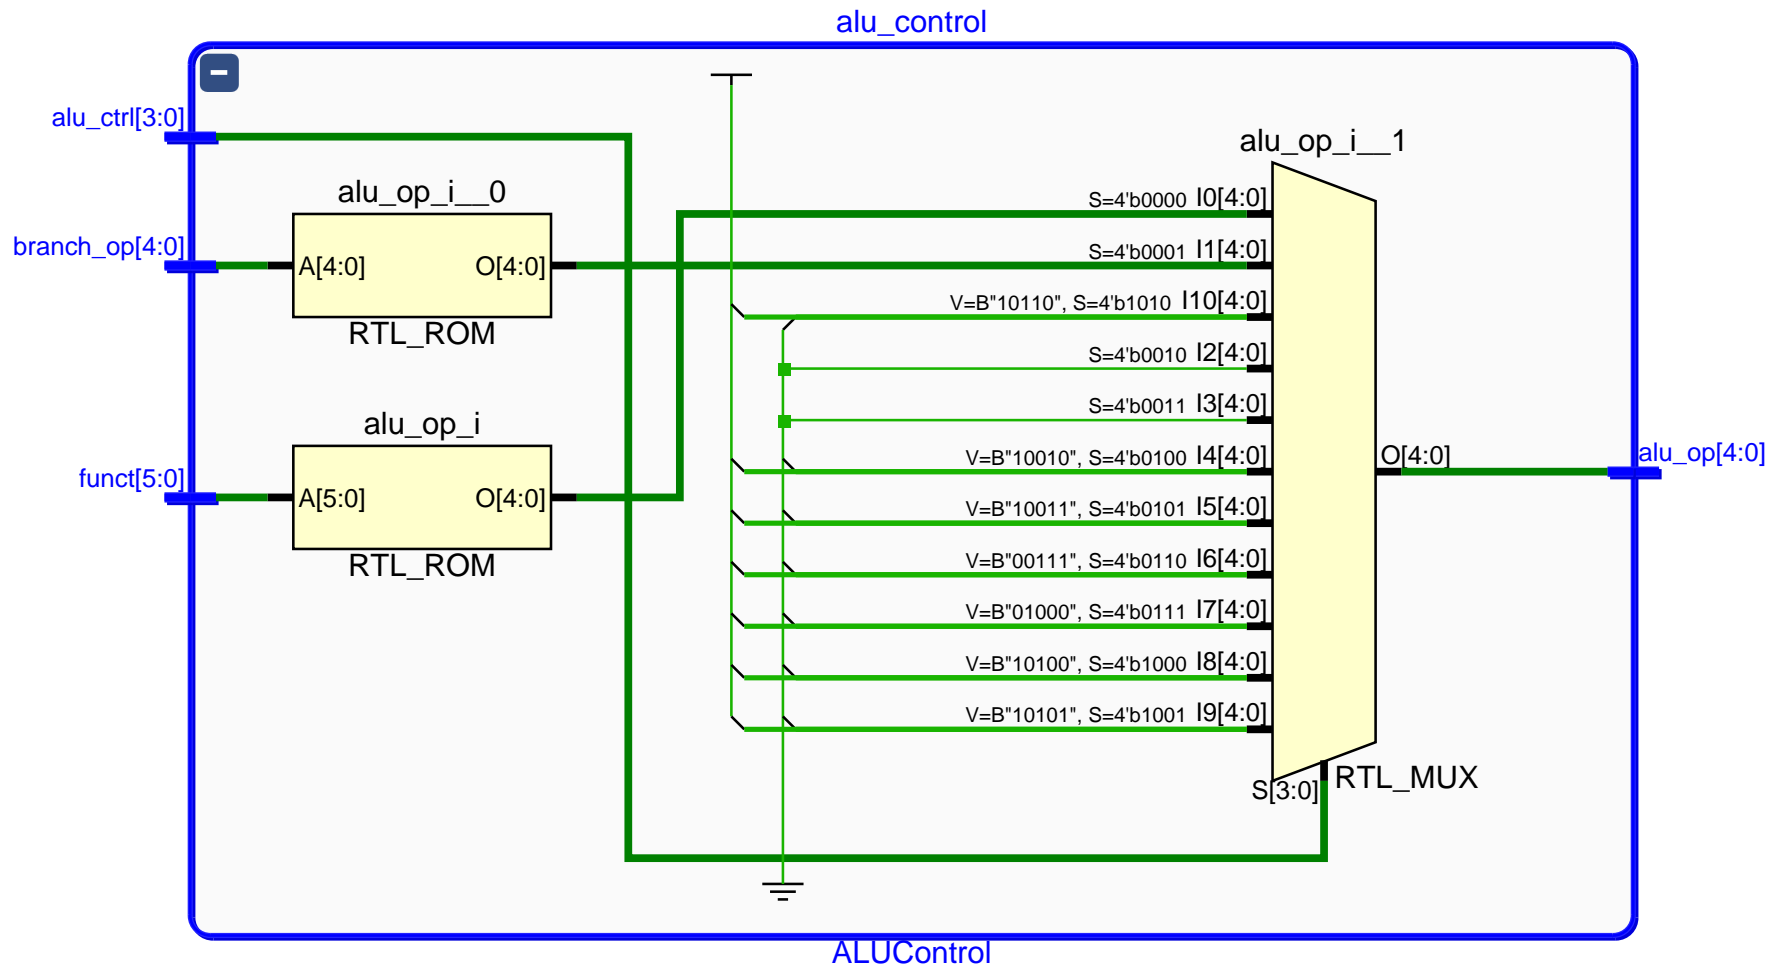 alu_control
alu_ctrl[3:0]
alu_op_i__1
alu_op_i__0
S=4'b0000 I0[4:0]
branch_op[4:0]
A[4:0] O[4:0]
S=4'b0001 I1[4:0]
RTL_ROM
V=B"10110", S=4'b1010 I10[4:0]
S=4'b0010 I2[4:0]
S=4'b0011 I3[4:0]
alu_op_i
V=B"10010", S=4'b0100 I4[4:0]
O[4:0]
alu_op[4:0]
funct[5:0]
A[5:0] O[4:0]
V=B"10011", S=4'b0101 I5[4:0]
RTL_ROM
V=B"00111", S=4'b0110 I6[4:0]
V=B"01000", S=4'b0111 I7[4:0]
V=B"10100", S=4'b1000 I8[4:0]
V=B"10101", S=4'b1001 I9[4:0]
S[3:0]
RTL_MUX
ALUControl